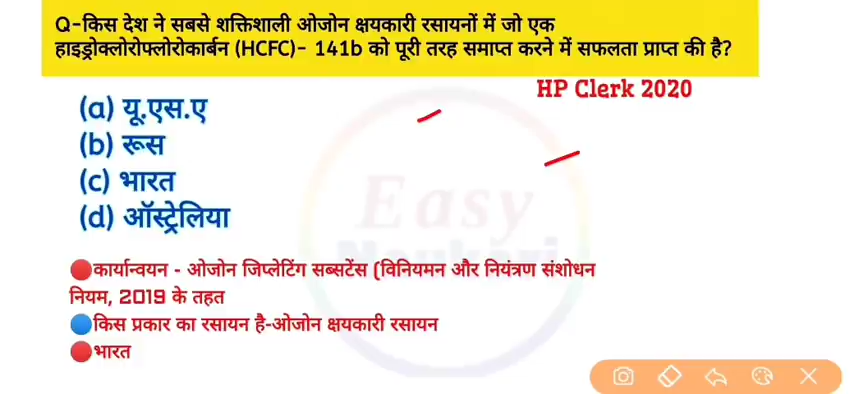 Q-किस देश ने सबसे शक्तिशाली ओजोन क्षयकारी रसायनों में जो एक
हाइड्रोक्लोरोफ्लोरोकार्बन (HCFC)- 141b को पूरी तरह समाप्त करने में सफलता प्राप्त की है?
HP Clerk 2020
(a) यू.एस.ए
(b) रूस
(c) भारत
(d) ऑस्ट्रेलिया
Easy
Naukari
कार्यान्वयन - ओजोन जिप्लेटिंग सब्सटेंस (विनियमन और नियंत्रण संशोधन
नियम, 2019 के तहत
किस प्रकार का रसायन है-ओजोन क्षयकारी रसायन
भारत